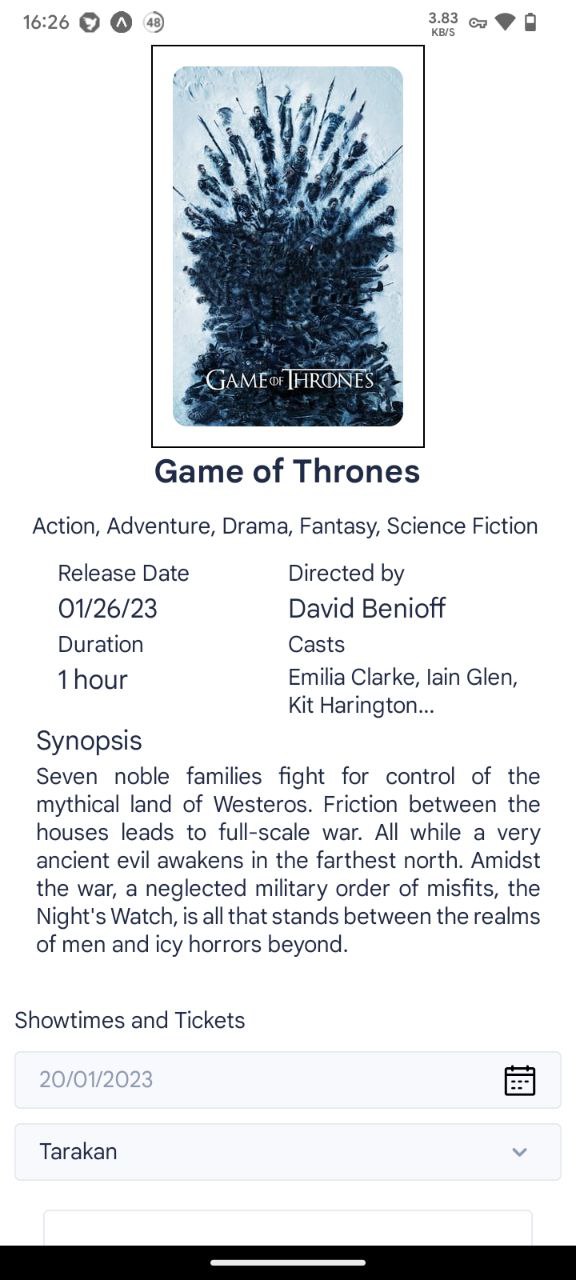 16:26 48 3.83
KB/S
GAME OF THRONES
Game of Thrones
Action, Adventure, Drama, Fantasy, Science Fiction
Release Date Directed by
01/26/23 David Benioff
Duration Casts
1 hour Emilia Clarke, Iain Glen,
Kit Harington...
Synopsis
Seven noble families fight for control of the
mythical land of Westeros. Friction between the
houses leads to full-scale war. All while a very
ancient evil awakens in the farthest north. Amidst
the war, a neglected military order of misfits, the
Night's Watch, is all that stands between the realms
of men and icy horrors beyond.
Showtimes and Tickets
20/01/2023
Tarakan